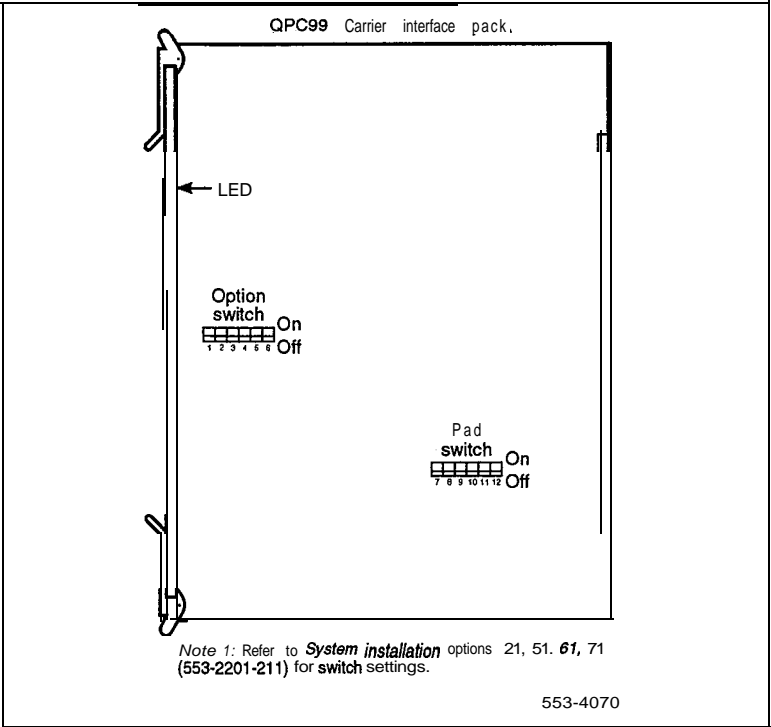 QPC99 Carrier interface pack.
LED
Option
switch
On
1 2 3 4 5 6 Off
Pad
switch
On
7 8 9 10 11 12 Off
Note 1: Refer to System installation options 21, 51. 61, 71
(553-2201-211) for switch settings.
553-4070